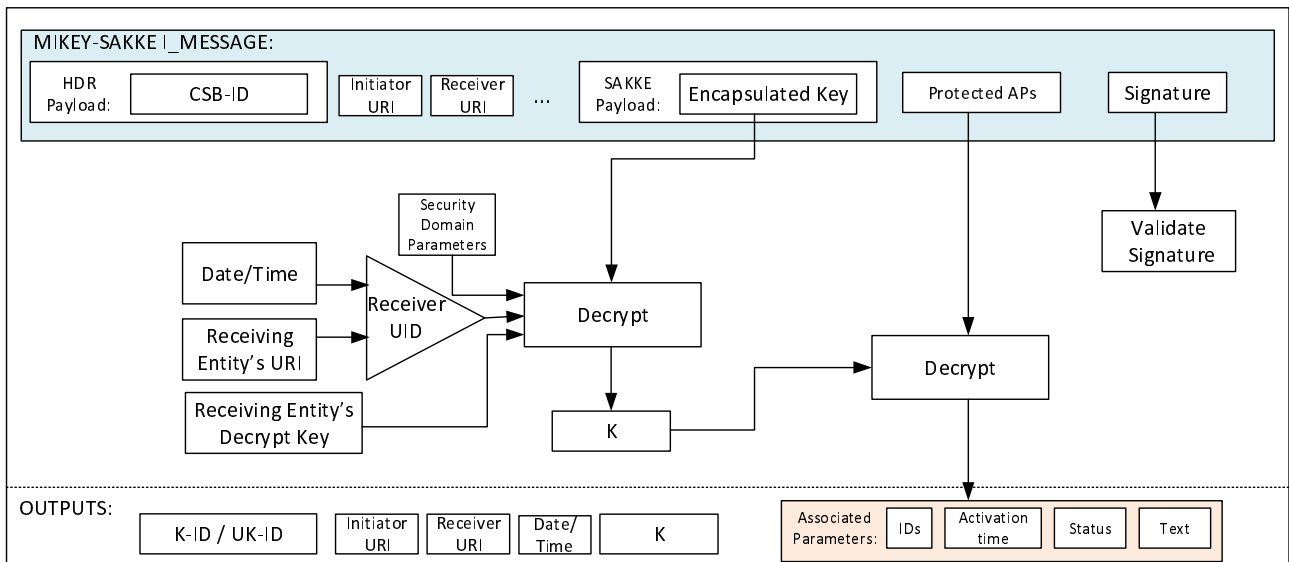 MIKEY-SAKKE I_MESSAGE:
HDR
Payload:
CSB-ID
Initiator
URI
Receiver
URI
...
SAKKE
Payload:
Encapsulated Key
Protected APs
Signature
Security
Domain
Parameters
Validate
Signature
Date/Time
Receiver
UID
Decrypt
Receiving
Entity’s URI
Decrypt
Receiving Entity’s
Decrypt Key
K
OUTPUTS:
K-ID / UK-ID
Initiator
URI
Receiver
URI
Date/
Time
K
Associated
Parameters:
IDs
Activation
time
Status
Text